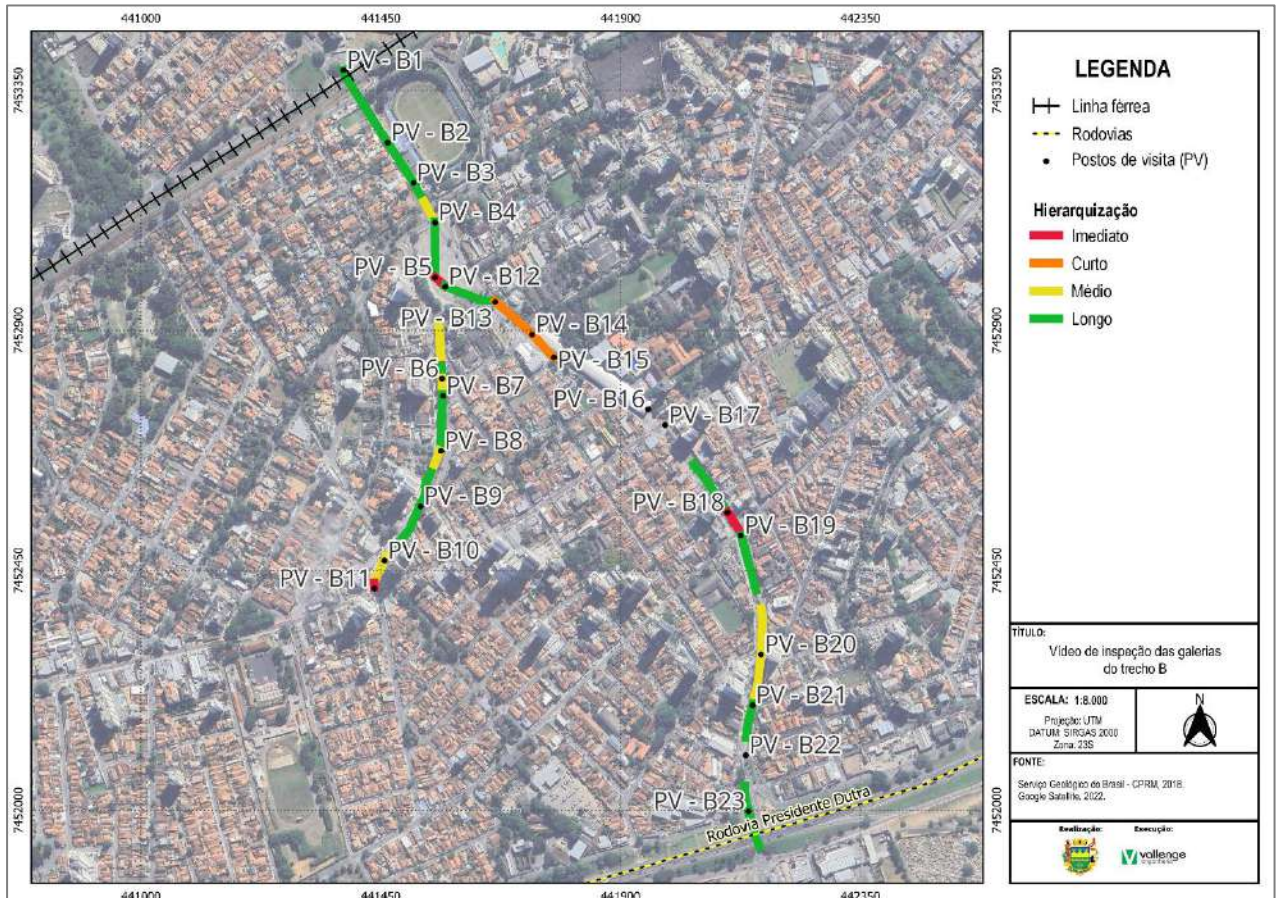 441000 441450 441900 442350
7453350
7452900
7452450
7452000
PV - B1
PV - B2
PV - B3
PV - B4
PV - B5
PV - B12
PV - B13
PV - B14
PV - B15
PV - B6
PV - B7
PV - B16
PV - B17
PV - B8
PV - B9
PV - B18
PV - B19
PV - B10
PV - B11
PV - B20
PV - B21
PV - B22
PV - B23
Rodovia Presidente Dutra
7453350
7452900
7452450
7452000
441000 441450 441900 442350
LEGENDA
Linha férrea
Rodovias
Postos de visita (PV)
Hierarquização
Imediato
Curto
Médio
Longo
TÍTULO:
Vídeo de inspeção das galerias
do trecho B
ESCALA: 1:8.000
Projeção: UTM
DATUM: SIRGAS 2000
Zona: 23S
N
FONTE:
Serviço Geológico do Brasil - CPRM, 2018.
Google Satellite, 2022.
Realização: Execução:
vallenge